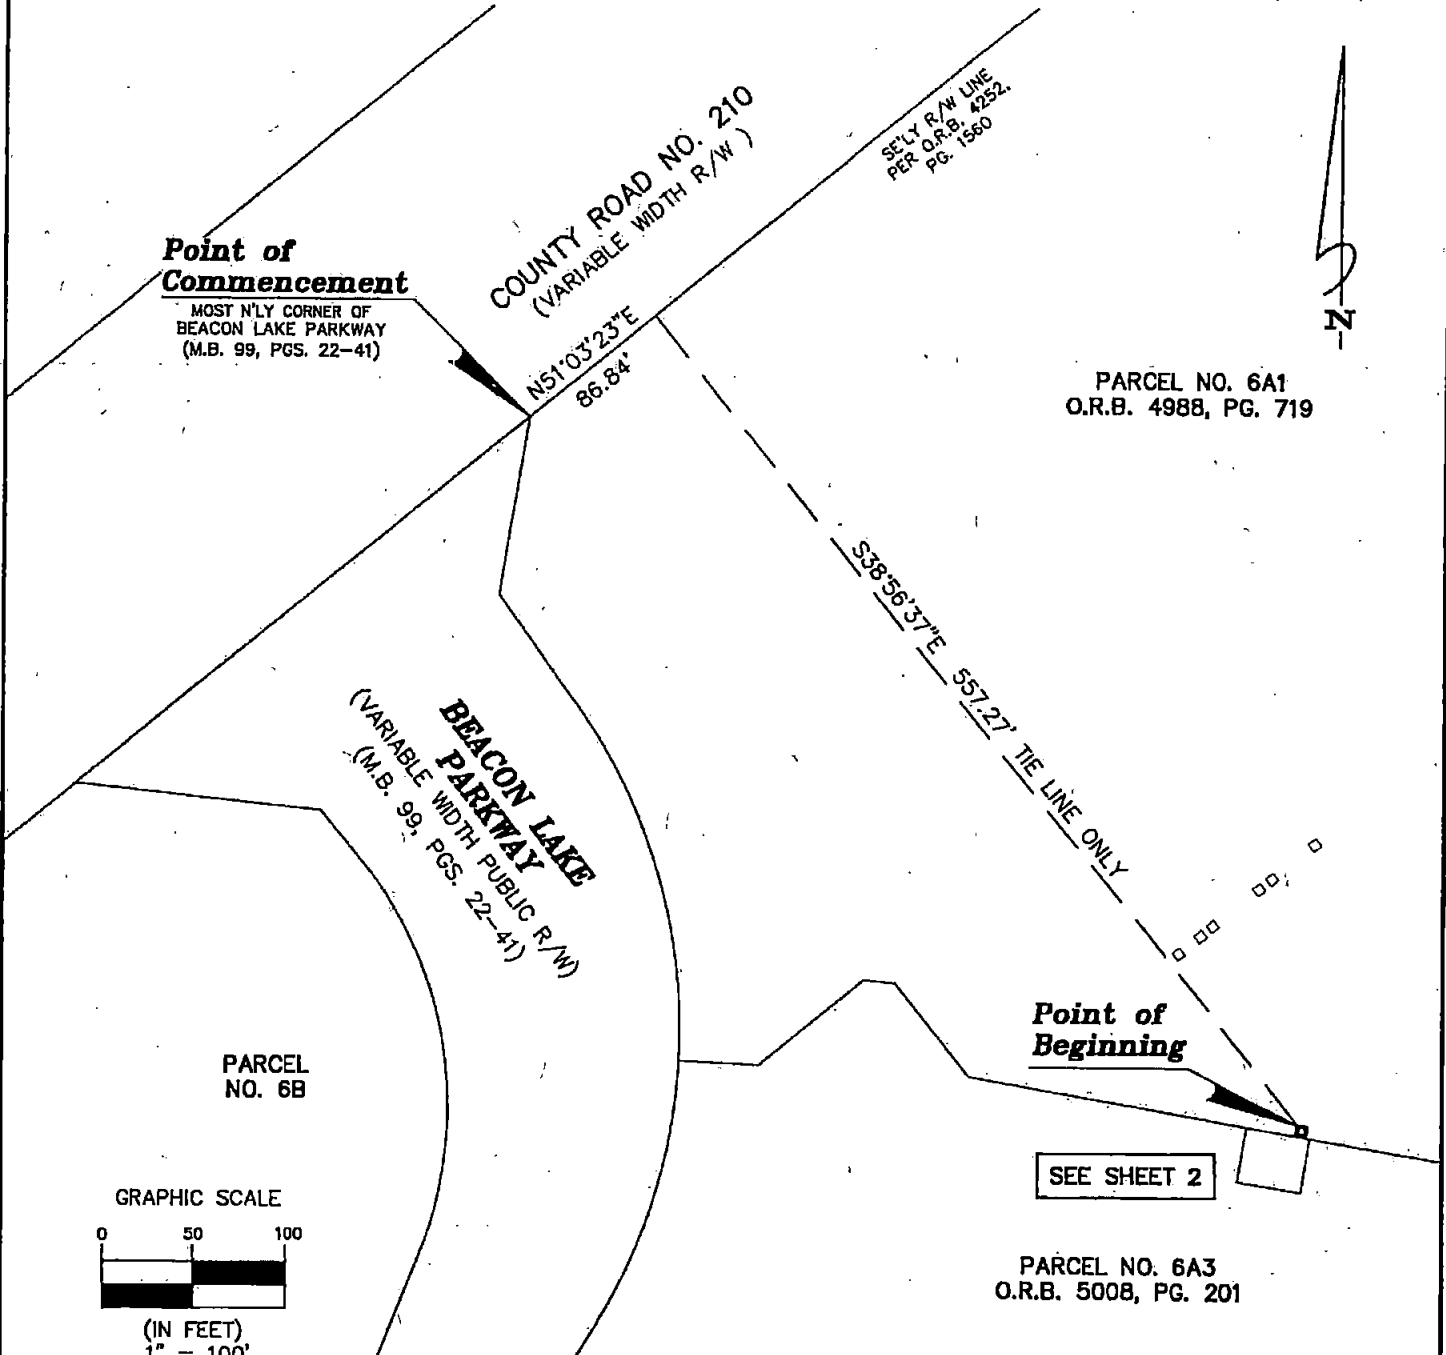 SE'LY R/W LINE
PER O.R.B. 4252,
PG. 1560
COUNTY ROAD NO. 210
(VARIABLE WIDTH R/W )
Point of
Commencement
MOST N'LY CORNER OF
BEACON LAKE PARKWAY
(M.B. 99, PGS. 22-41)
N51°03'23"E
86.84'
N
PARCEL NO. 6A1
O.R.B. 4988, PG. 719
S38°56'37"E 557.27' TIE LINE ONLY
BEACON LAKE
PARKWAY
(VARIABLE WIDTH PUBLIC R/W)
(M.B. 99, PGS. 22-41)
Point of
Beginning
PARCEL
NO. 6B
SEE SHEET 2
GRAPHIC SCALE
0 50 100
(IN FEET)
1" = 100'
PARCEL NO. 6A3
O.R.B. 5008, PG. 201